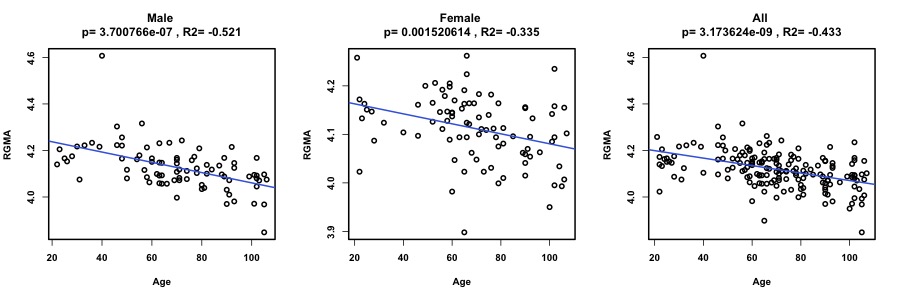 Male
p= 3.700766e-07 , R2= -0.521
RGMA
4.6
4.4
4.2
4.0
20 40 60 80 100
Age
Female
p= 0.001520614 , R2= -0.335
RGMA
4.2
4.1
4.0
3.9
20 40 60 80 100
Age
All
p= 3.173624e-09 , R2= -0.433
RGMA
4.6
4.4
4.2
4.0
20 40 60 80 100
Age